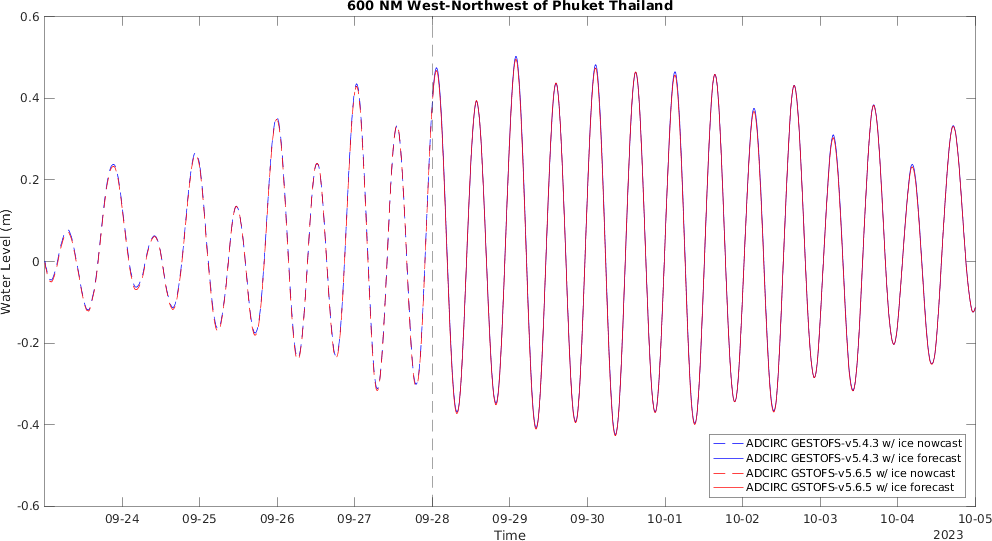 600 NM West-Northwest of Phuket Thailand
0.6
0.4
0.2
0
-0.2
-0.4
-0.6
Water Level (m)
ADCIRC GESTOFS-v5.4.3 w/ ice nowcast
ADCIRC GESTOFS-v5.4.3 w/ ice forecast
ADCIRC GSTOFS-v5.6.5 w/ ice nowcast
ADCIRC GSTOFS-v5.6.5 w/ ice forecast
09-24 09-25 09-26 09-27 09-28 09-29 09-30 10-01 10-02 10-03 10-04 10-05
Time
2023